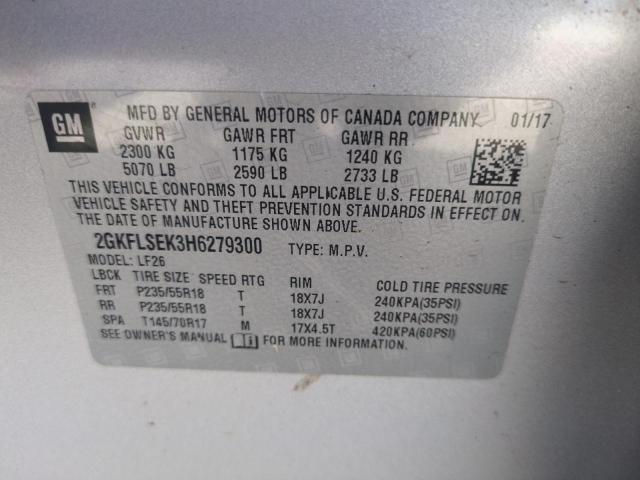 GM
MFD BY GENERAL MOTORS OF CANADA COMPANY 01/17
GVWR GAWR FRT GAWR RR
2300 KG 1175 KG 1240 KG
5070 LB 2590 LB 2733 LB
THIS VEHICLE CONFORMS TO ALL APPLICABLE U.S. FEDERAL MOTOR
VEHICLE SAFETY AND THEFT PREVENTION STANDARDS IN EFFECT ON
THE DATE OF MANUFACTURE SHOWN ABOVE.
2GKFLSEK3H6279300 TYPE: M.P.V.
MODEL: LF26
LBCK TIRE SIZE SPEED RTG RIM COLD TIRE PRESSURE
FRT P235/55R18 T 18X7J 240KPA(35PSI)
RR P235/55R18 T 18X7J 240KPA(35PSI)
SPA T145/70R17 M 17X4.5T 420KPA(60PSI)
SEE OWNER'S MANUAL FOR MORE INFORMATION.